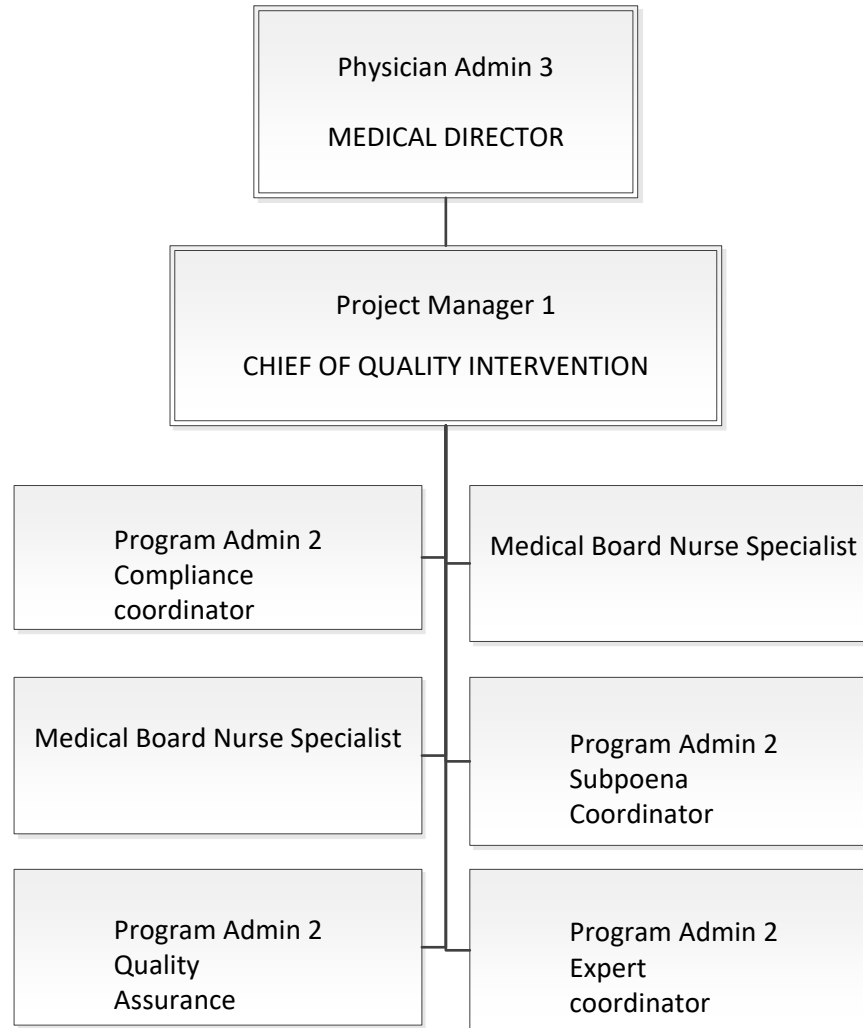 Physician Admin 3
MEDICAL DIRECTOR
Project Manager 1
CHIEF OF QUALITY INTERVENTION
Program Admin 2
Compliance
coordinator
Medical Board Nurse Specialist
Medical Board Nurse Specialist
Program Admin 2
Subpoena
Coordinator
Program Admin 2
Quality
Assurance
Program Admin 2
Expert
coordinator